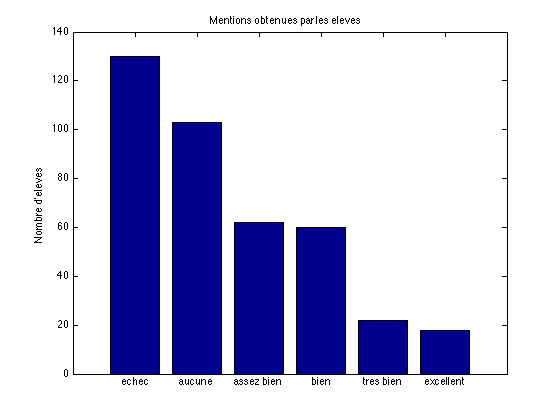 Mentions obtenues par les eleves
140
120
100
80
60
40
20
0
Nombre d'eleves
echec aucune assez bien bien tres bien excellent